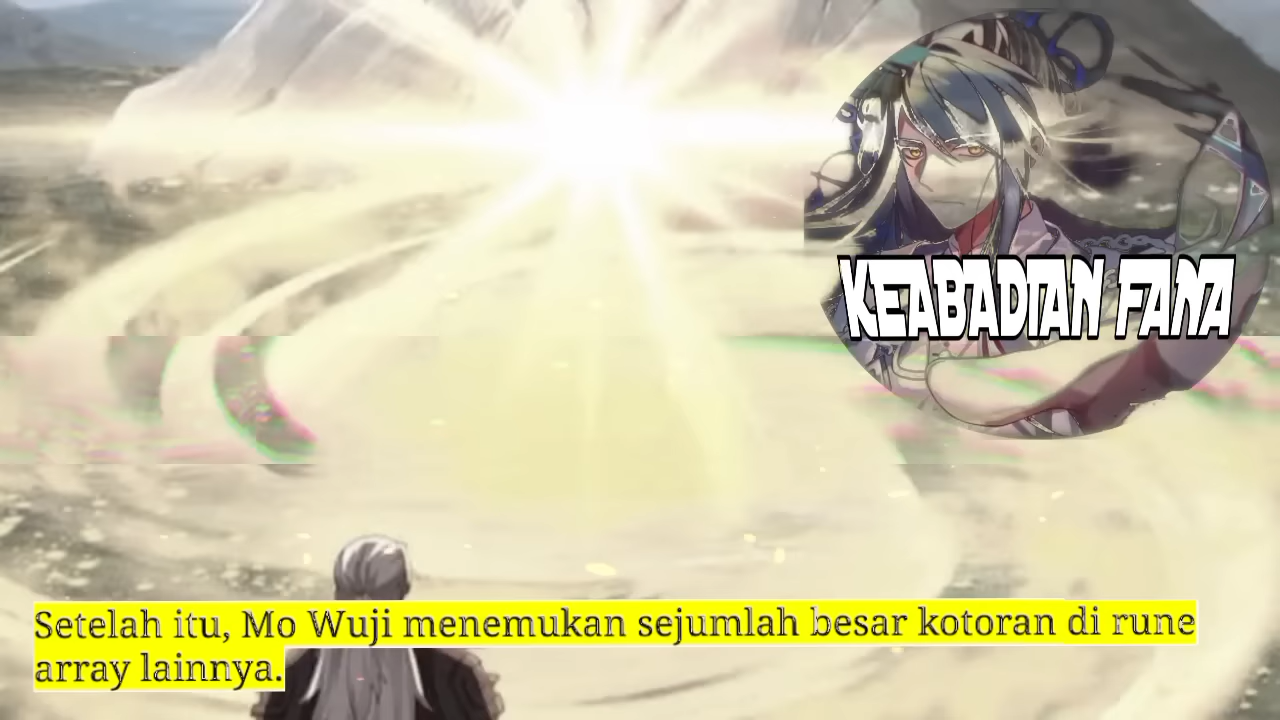 KEABADIAN FANA
Setelah itu, Mo Wuji menemukan sejumlah besar kotoran di rune
array lainnya.